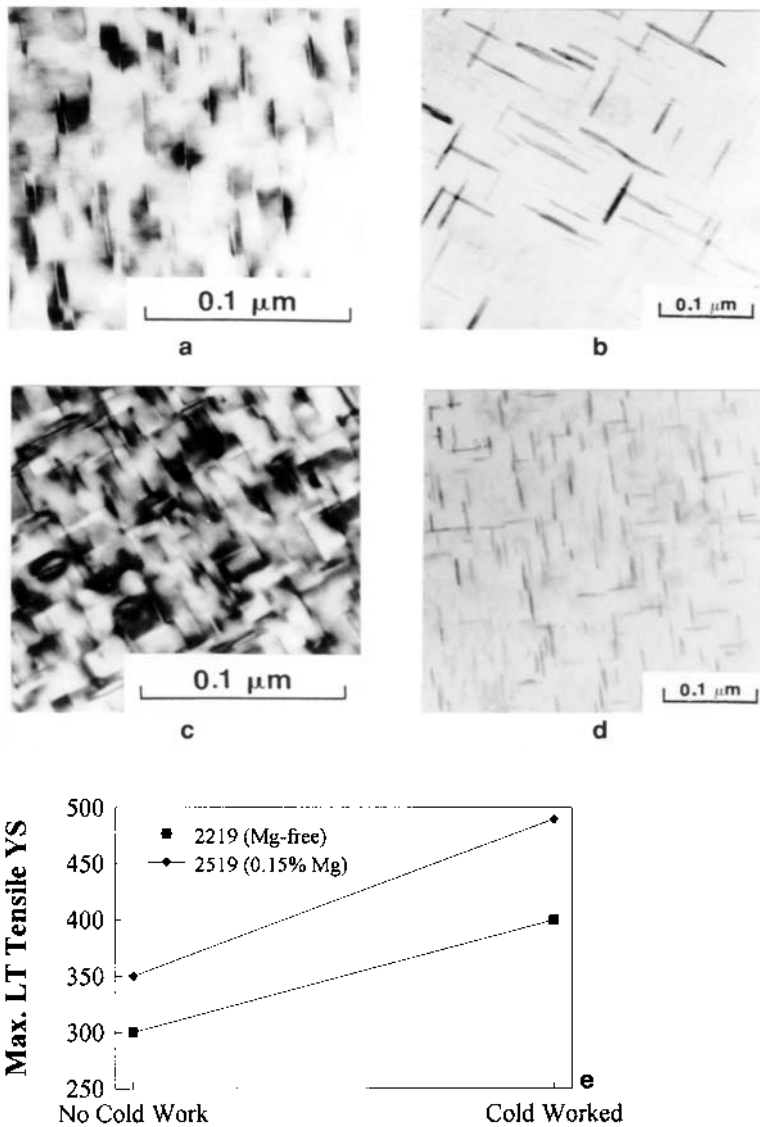 0.1 μm
0.1 μm
a
b
0.1 μm
0.1 μm
c
d
Max. LT Tensile YS
500
450
400
350
300
250
2219 (Mg-free)
2519 (0.15% Mg)
e
No Cold Work
Cold Worked